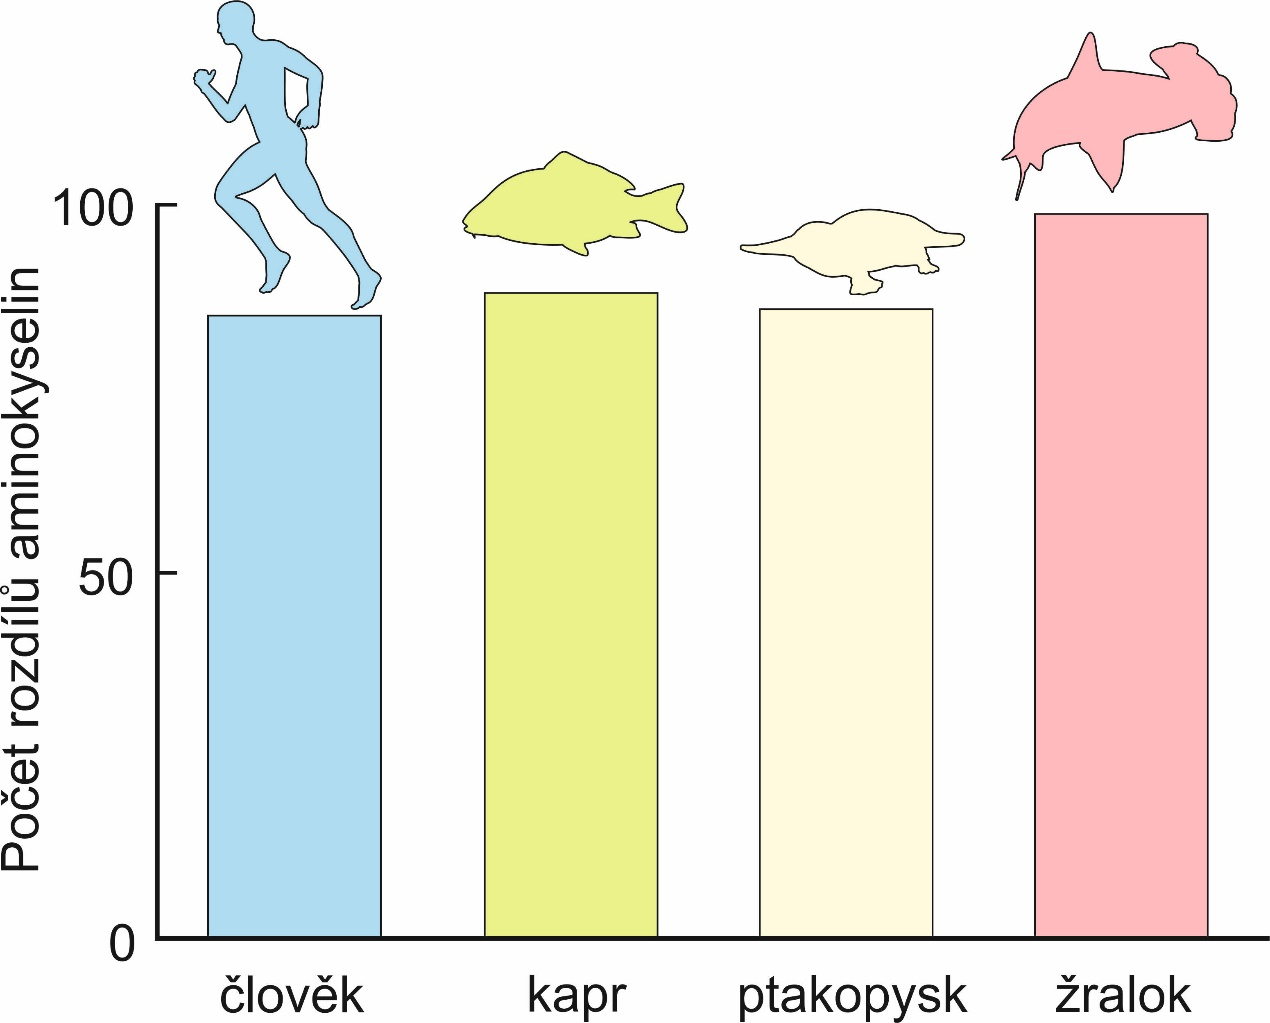 Počet rozdílů aminokyselin
100
50
0
člověk
kapr
ptakopysk
žralok